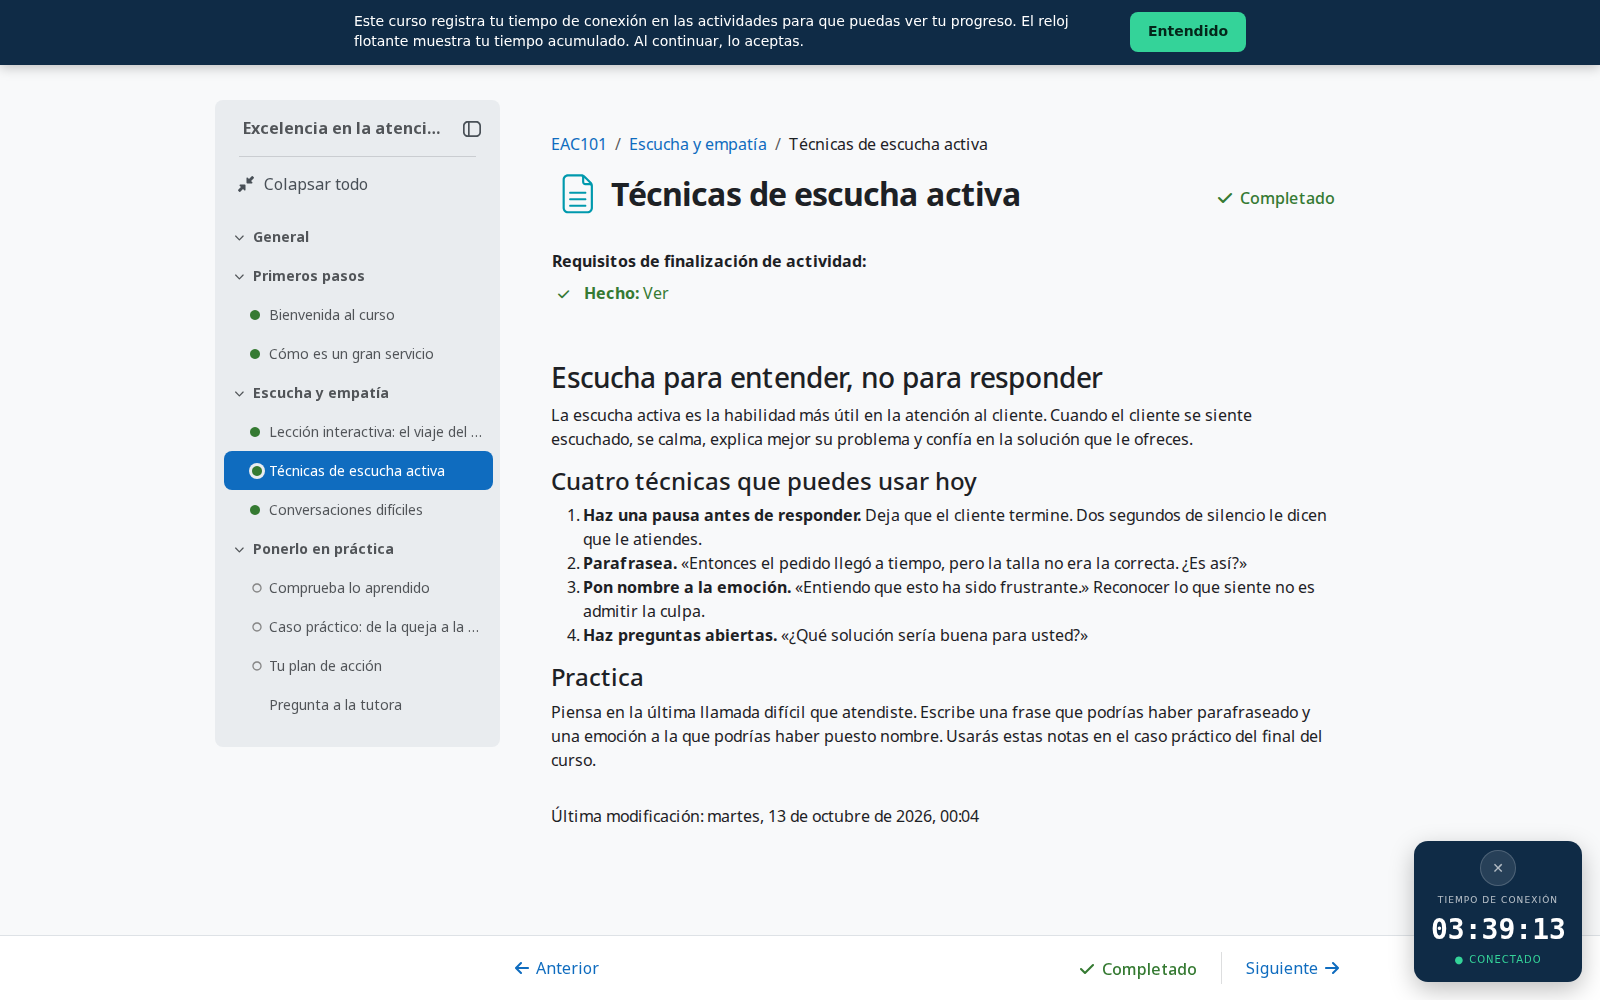 Este curso registra tu tiempo de conexión en las actividades para que puedas ver tu progreso. El reloj
flotante muestra tu tiempo acumulado. Al continuar, lo aceptas.
Entendido
Excelencia en la atenci...
Colapsar todo
General
Primeros pasos
Bienvenida al curso
Cómo es un gran servicio
Escucha y empatía
Lección interactiva: el viaje del ...
Técnicas de escucha activa
Conversaciones difíciles
Ponerlo en práctica
Comprueba lo aprendido
Caso práctico: de la queja a la ...
Tu plan de acción
Pregunta a la tutora
EAC101 / Escucha y empatía / Técnicas de escucha activa
Técnicas de escucha activa
Completado
Requisitos de finalización de actividad:
Hecho: Ver
Escucha para entender, no para responder
La escucha activa es la habilidad más útil en la atención al cliente. Cuando el cliente se siente
escuchado, se calma, explica mejor su problema y confía en la solución que le ofreces.
Cuatro técnicas que puedes usar hoy
1. Haz una pausa antes de responder. Deja que el cliente termine. Dos segundos de silencio le dicen
que le atiendes.
2. Parafrasea. «Entonces el pedido llegó a tiempo, pero la talla no era la correcta. ¿Es así?»
3. Pon nombre a la emoción. «Entiendo que esto ha sido frustrante.» Reconocer lo que siente no es
admitir la culpa.
4. Haz preguntas abiertas. «¿Qué solución sería buena para usted?»
Practica
Piensa en la última llamada difícil que atendiste. Escribe una frase que podrías haber parafraseado y
una emoción a la que podrías haber puesto nombre. Usarás estas notas en el caso práctico del final del
curso.
Última modificación: martes, 13 de octubre de 2026, 00:04
Anterior
Completado
Siguiente
TIEMPO DE CONEXIÓN
03:39:13
CONECTADO